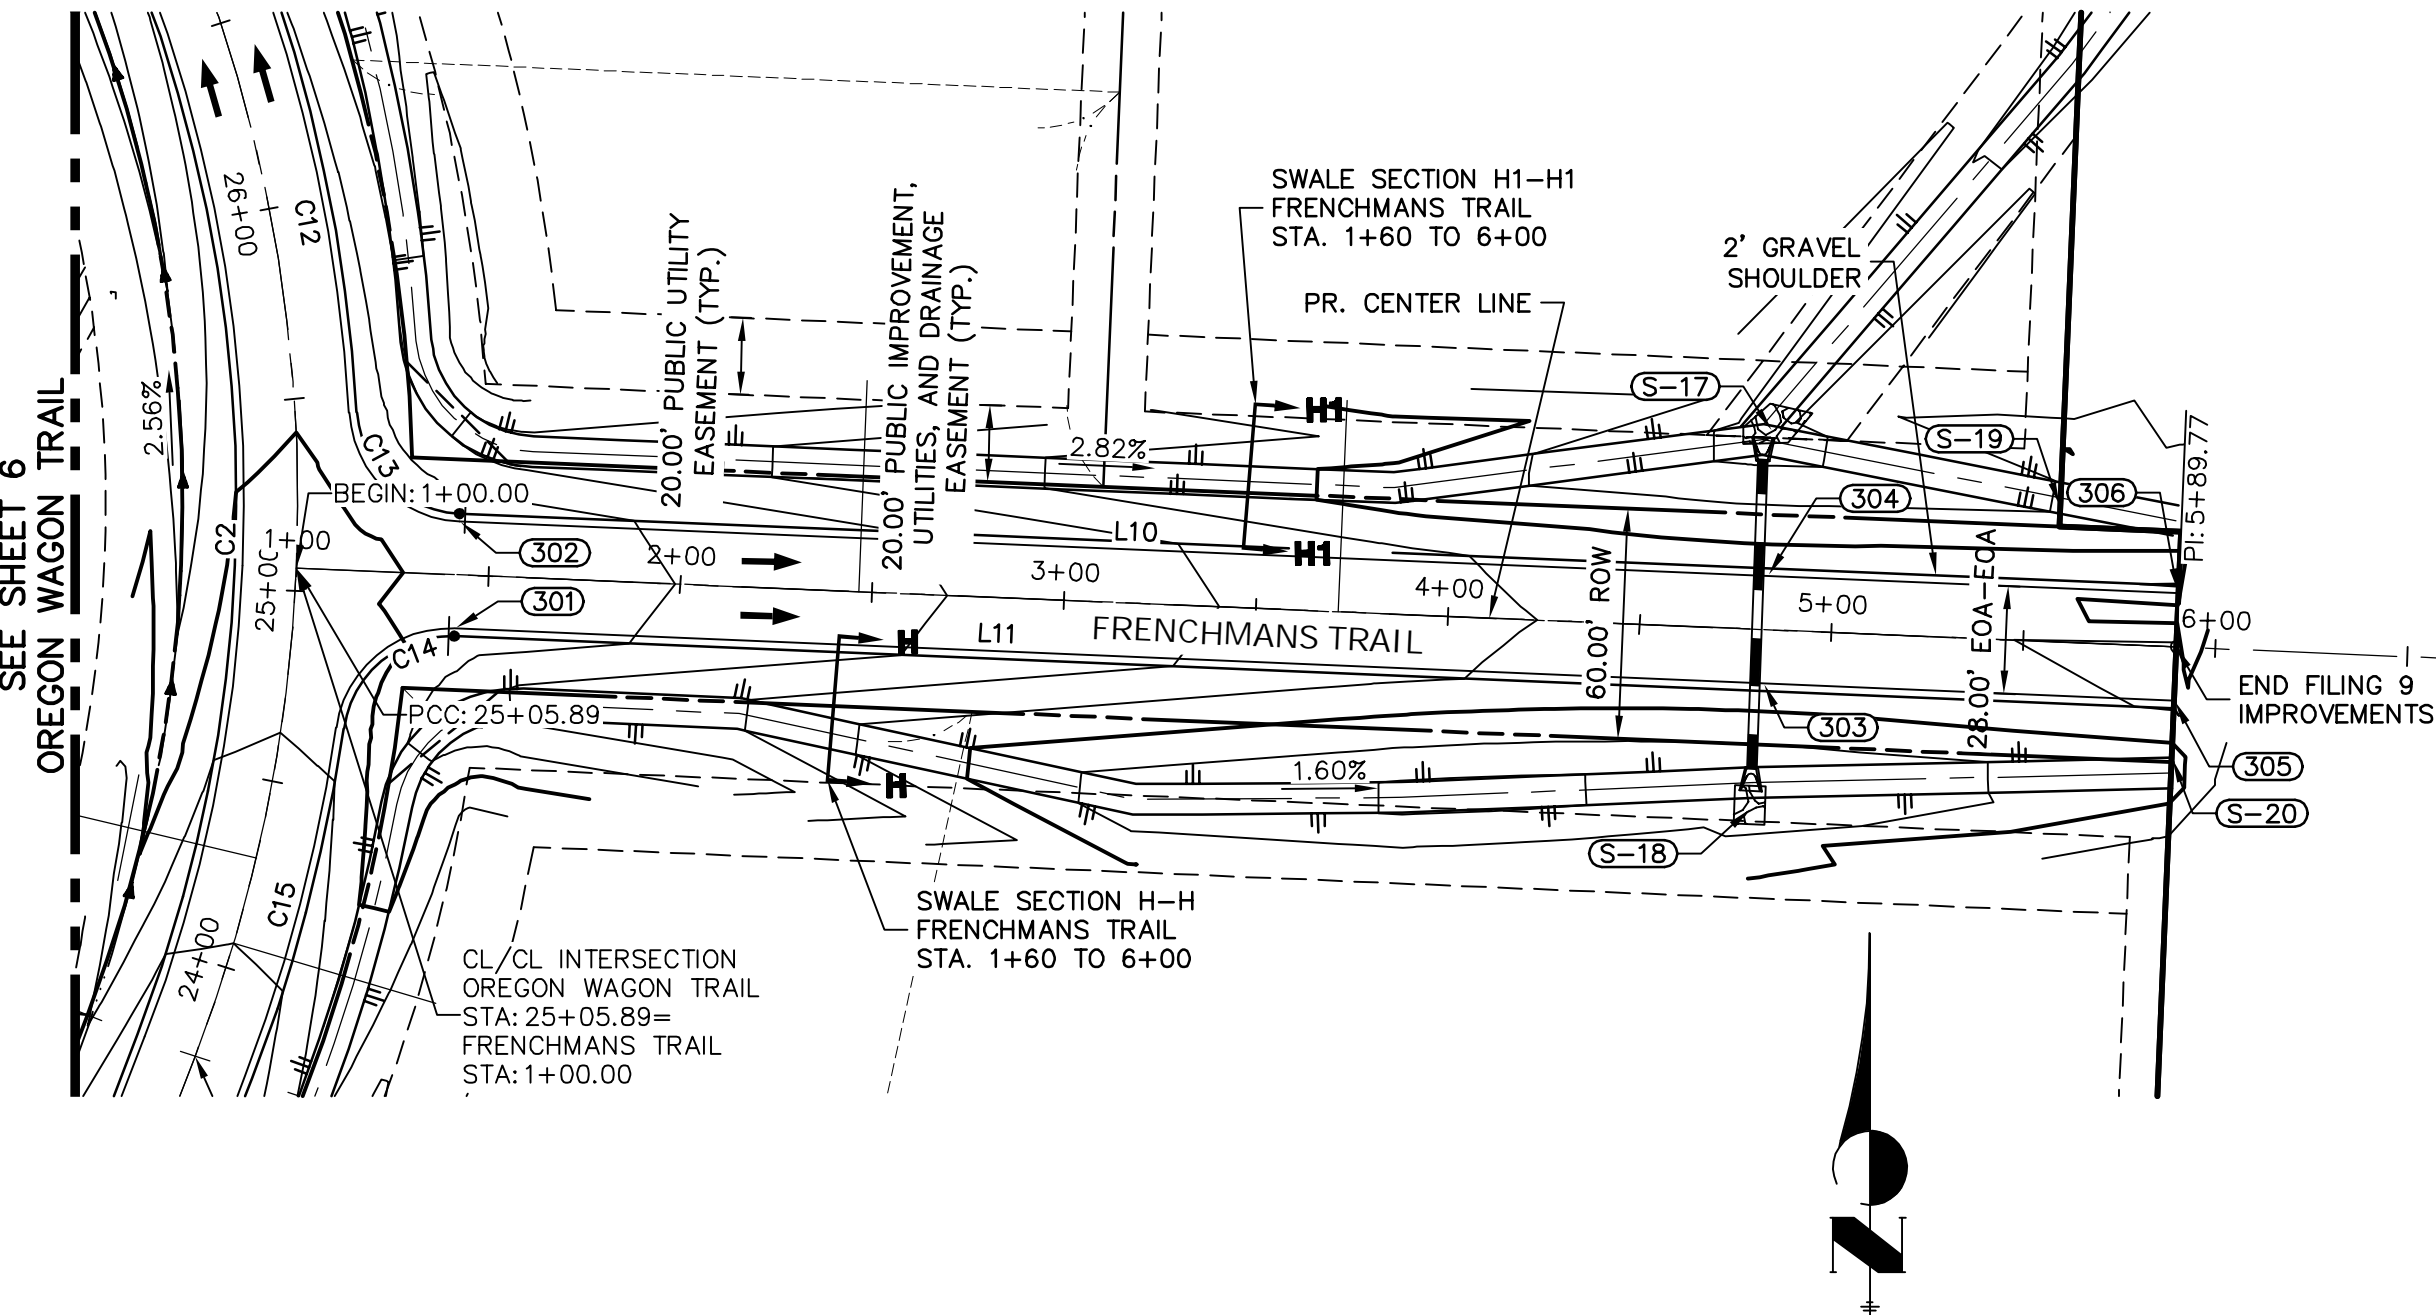 SEE SHEET 6
OREGON WAGON TRAIL
2.56%
26+00
C12
C2
C13
25+00
1+00
BEGIN: 1+00.00
302
301
C14
PCC: 25+05.89
C15
24+00
CL/CL INTERSECTION
OREGON WAGON TRAIL
STA: 25+05.89=
FRENCHMANS TRAIL
STA: 1+00.00
20.00' PUBLIC UTILITY
EASEMENT (TYP.)
20.00' PUBLIC IMPROVEMENT,
UTILITIES, AND DRAINAGE
EASEMENT (TYP.)
2+00
2.82%
L10
3+00
L11
H
H
SWALE SECTION H-H
FRENCHMANS TRAIL
STA. 1+60 TO 6+00
SWALE SECTION H1-H1
FRENCHMANS TRAIL
STA. 1+60 TO 6+00
PR. CENTER LINE
H1
H1
FRENCHMANS TRAIL
4+00
1.60%
60.00' ROW
2' GRAVEL
SHOULDER
S-17
304
5+00
303
S-18
28.00' EOA-EOA
S-19
306
PI: 5+89.77
6+00
END FILING 9
IMPROVEMENTS
305
S-20
N